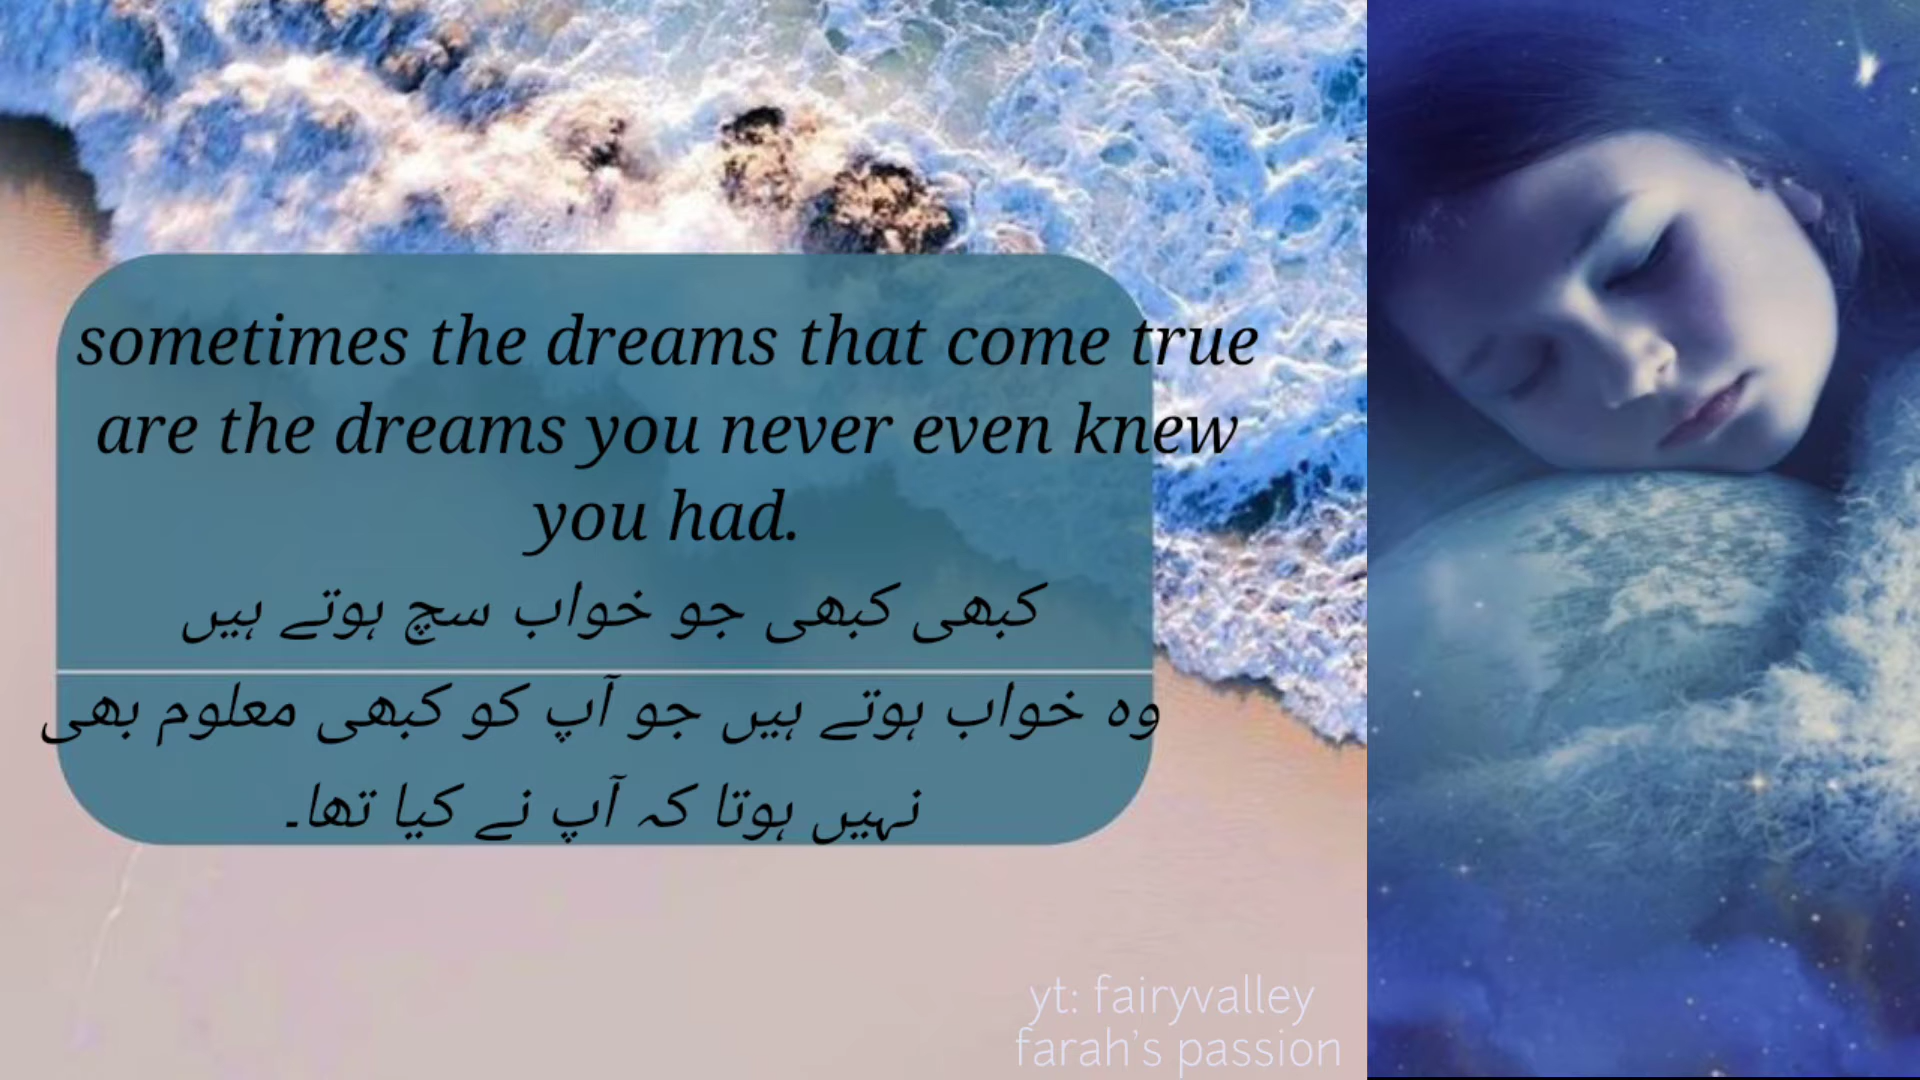 sometimes the dreams that come true
are the dreams you never even knew
you had.
کبھی کبھی جو خواب سچ ہوتے ہیں
وہ خواب ہوتے ہیں جو آپ کو کبھی معلوم بھی
نہیں ہوتا کہ آپ نے کیا تھا۔
yt: fairyvalley
farah's passion